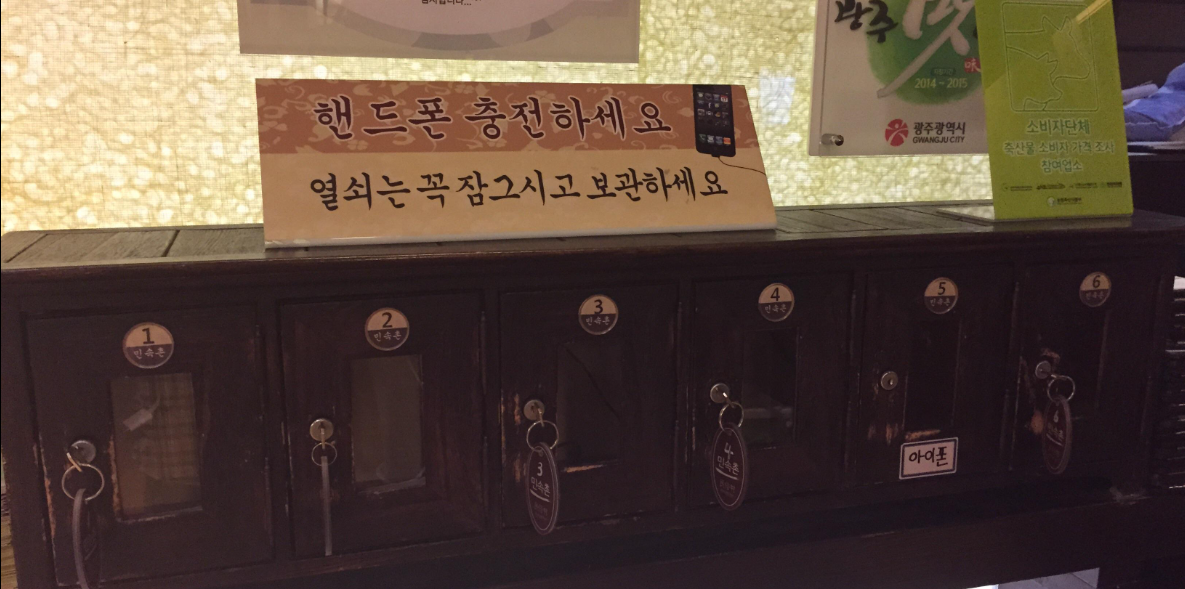 핸드폰 충전하세요
열쇠는 꼭 잠그시고 보관하세요
광주 맛
味
2014~2015
광주광역시
GWANGJU CITY
소비자단체
축산물 소비자 가격 조사
참여업소
1
민속촌
2
민속촌
3
민속촌
4
민속촌
5
민속촌
6
민속촌
3
민속촌
4
민속촌
아이폰